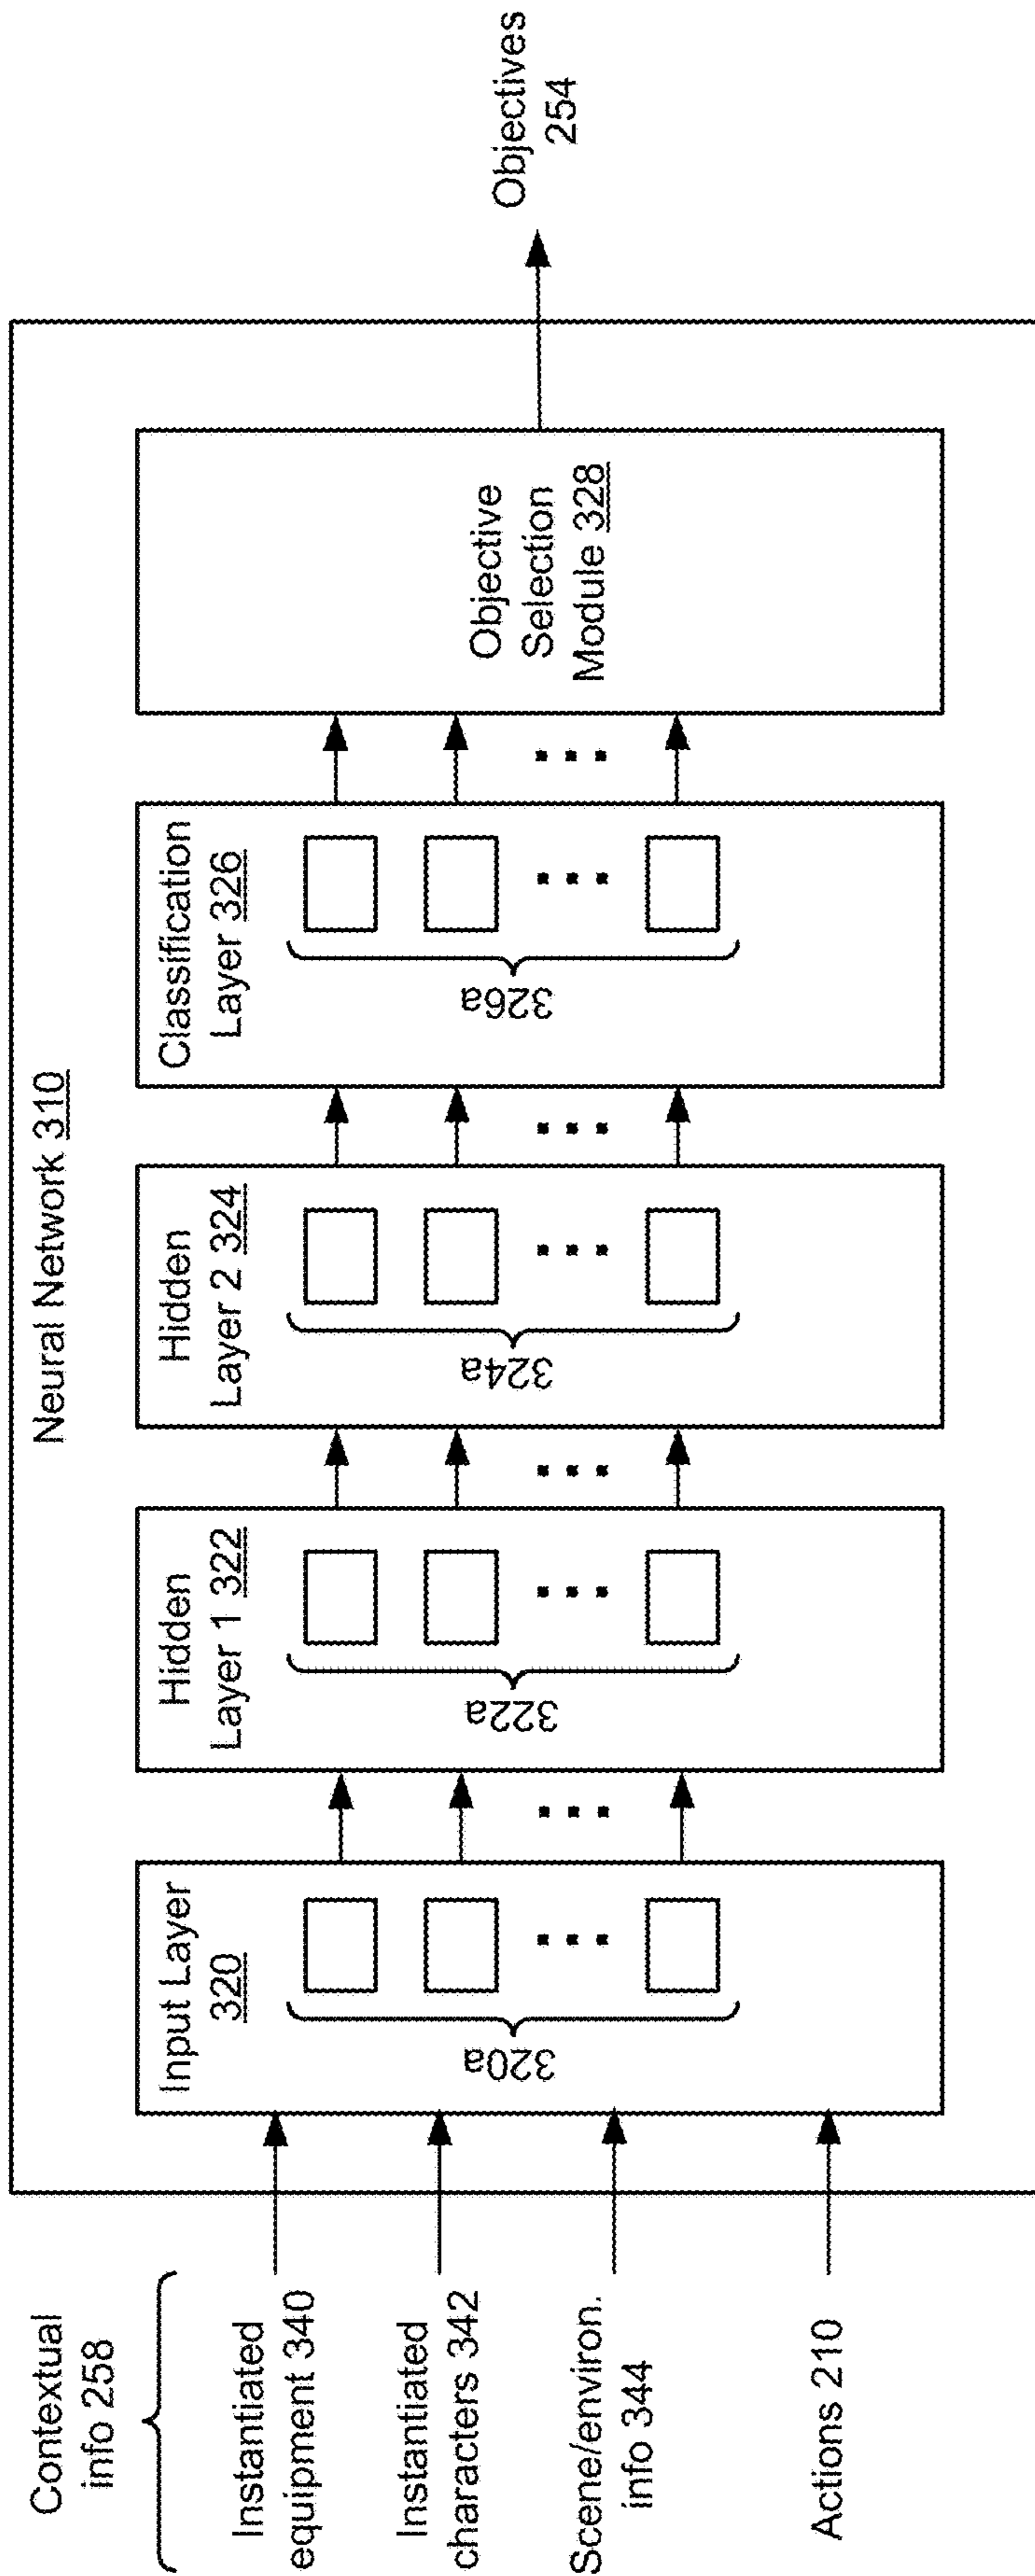 Neural Network 310
Contextual
info 258
Instantiated
equipment 340
Instantiated
characters 342
Scene/environ.
info 344
Actions 210
Input Layer
320
320a
Hidden
Layer 1 322
322a
Hidden
Layer 2 324
324a
Classification
Layer 326
326a
Objective
Selection
Module 328
Objectives
254